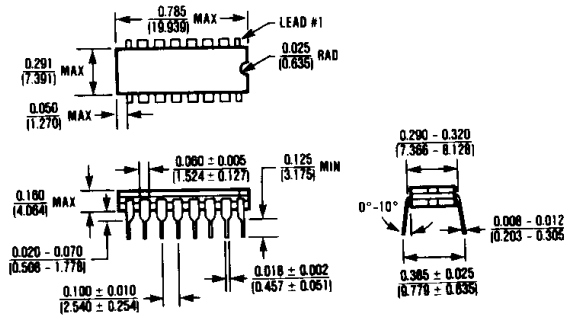 0.785
(19.939) MAX
LEAD #1
0.291
(7.391) MAX
0.025
(0.635) RAD
0.050
(1.270) MAX
0.060 ± 0.005
(1.524 ± 0.127)
0.125
(3.175) MIN
0.290 - 0.320
(7.366 - 8.128)
0.160
(4.064) MAX
0°-10°
0.008 - 0.012
(0.203 - 0.305
0.020 - 0.070
(0.508 - 1.778)
0.018 ± 0.002
(0.457 ± 0.051)
0.100 ± 0.010
(2.540 ± 0.254)
0.385 ± 0.025
(9.779 ± 0.635)